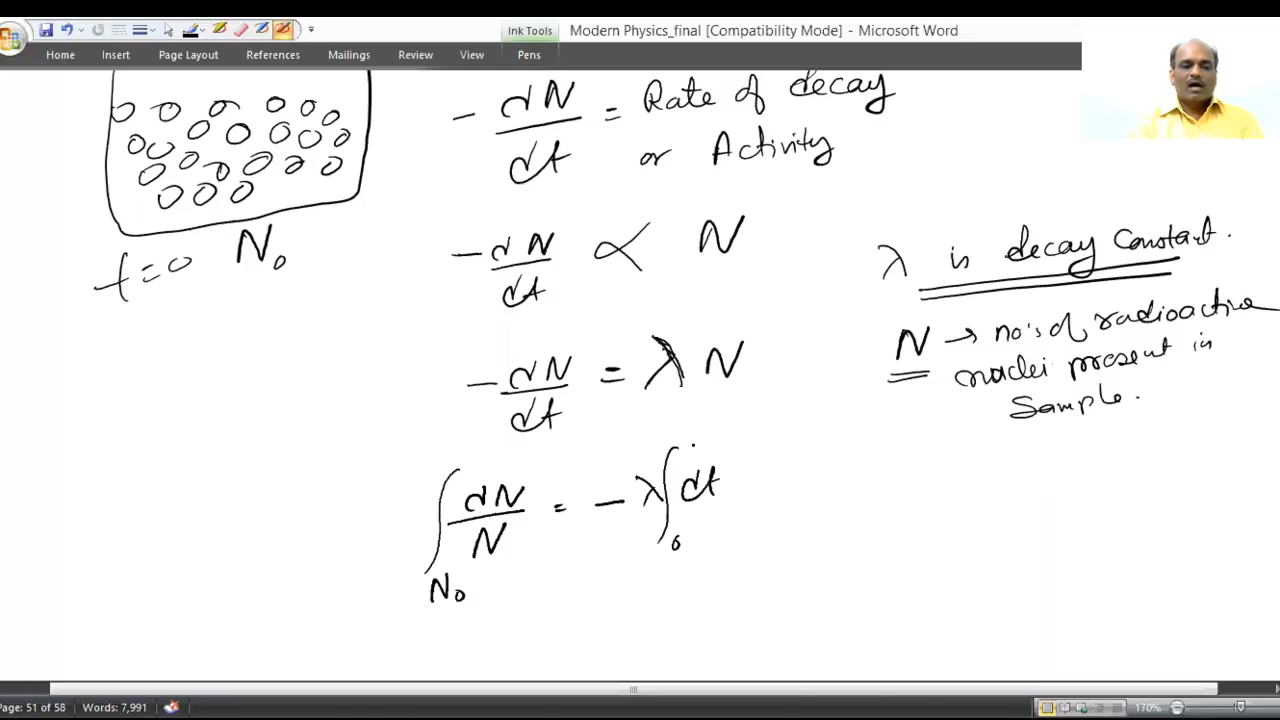 Ink Tools
Modern Physics_final [Compatibility Mode] - Microsoft Word
Home Insert Page Layout References Mailings Review View Pens
- dN/dt = Rate of decay
or Activity
t=0 N₀
- dN/dt ∝ N
λ is decay Constant.
N → no's of radioactive
nuclei present in
Sample.
- dN/dt = λ N
∫ dN/N = - λ ∫ dt
N₀ 0
Page: 51 of 58 Words: 7,991 170%